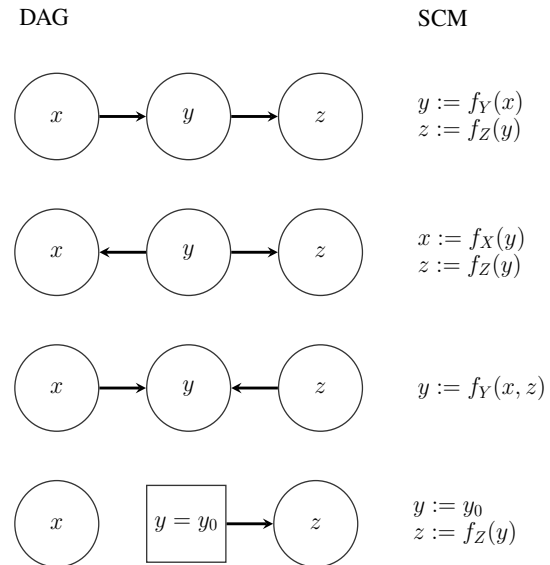 DAG SCM
x y z y := f_Y(x)
z := f_Z(y)
x y z x := f_X(y)
z := f_Z(y)
x y z y := f_Y(x, z)
x y = y_0 z y := y_0
z := f_Z(y)